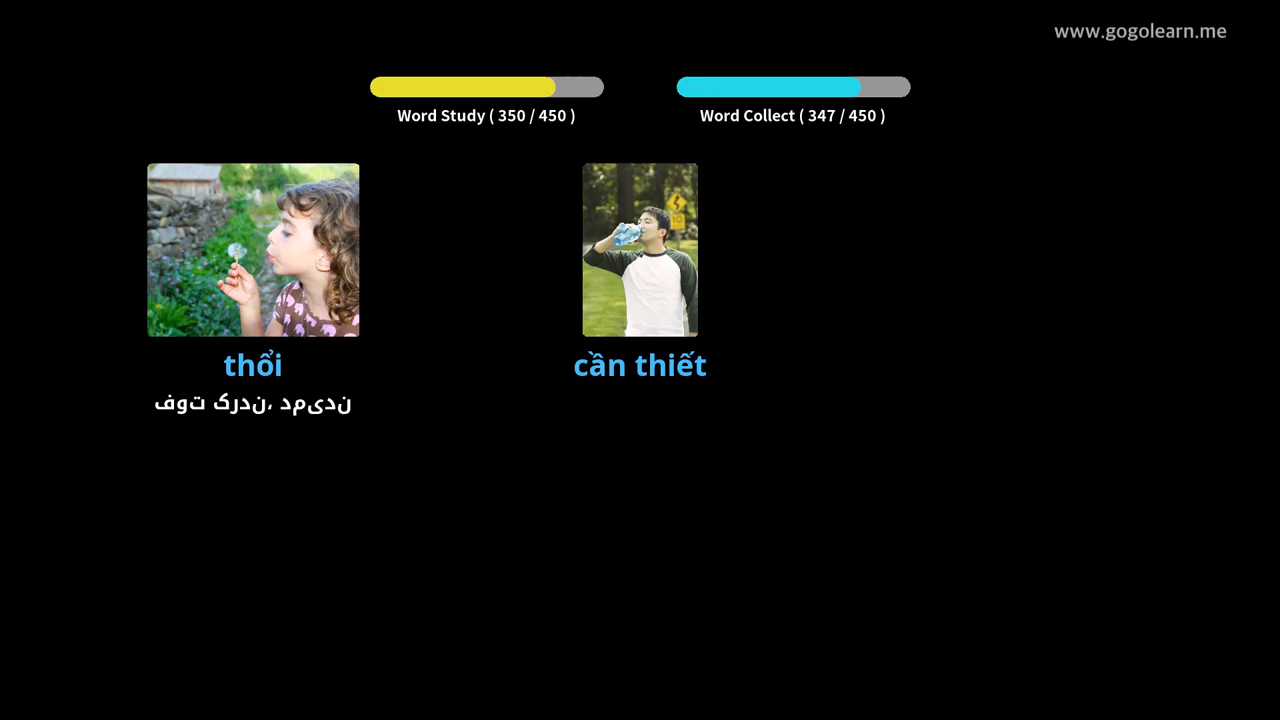 www.gogolearn.me
Word Study ( 350 / 450 )
Word Collect ( 347 / 450 )
thổi
فوت کردن، دمیدن
cần thiết